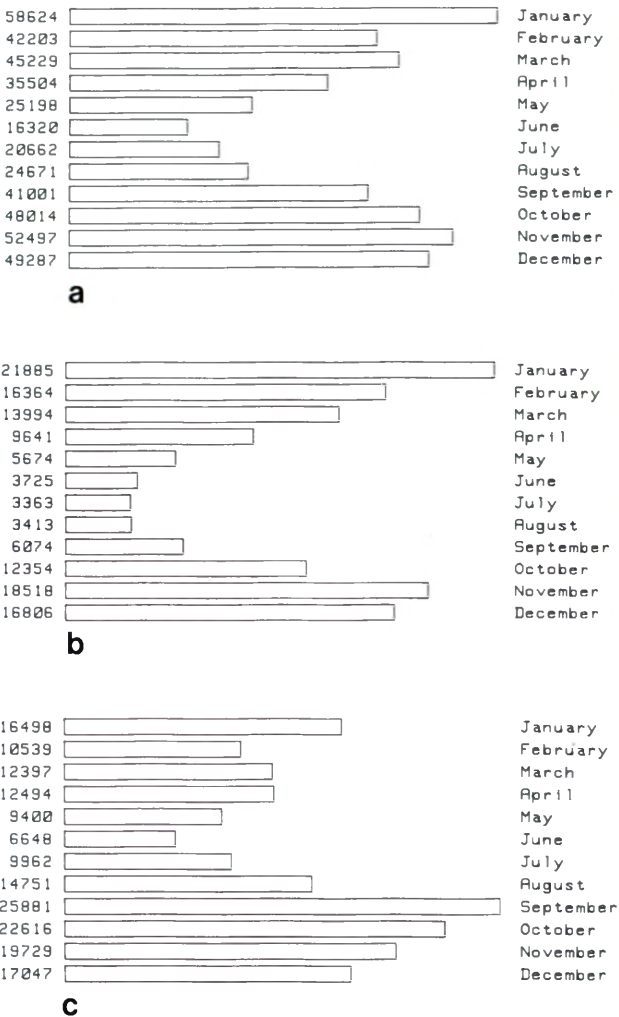 58624 January
42203 February
45229 March
35504 April
25198 May
16320 June
20662 July
24671 August
41001 September
48014 October
52497 November
49287 December
a
21885 January
16364 February
13994 March
9641 April
5674 May
3725 June
3363 July
3413 August
6074 September
12354 October
18518 November
16806 December
b
16498 January
10539 February
12397 March
12494 April
9400 May
6648 June
9962 July
14751 August
25881 September
22616 October
19729 November
17047 December
c